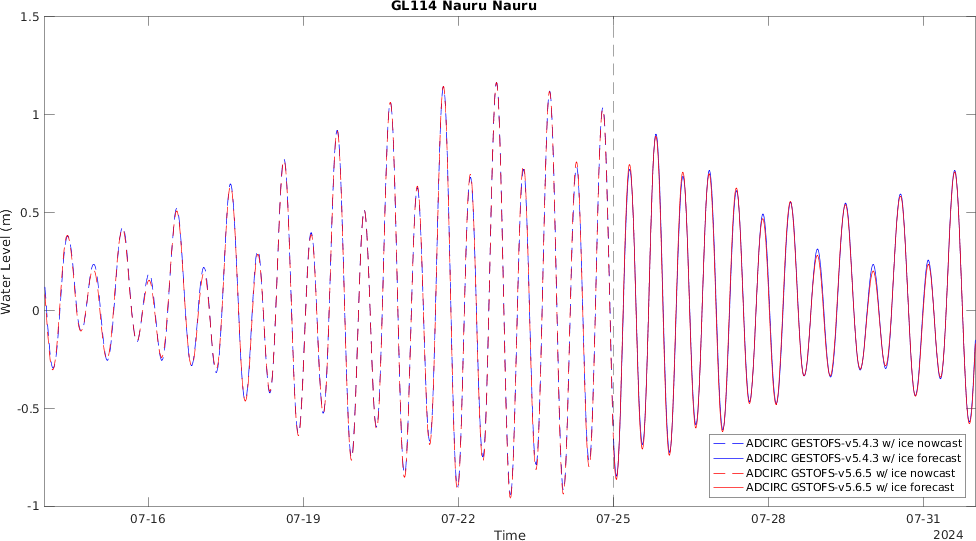 GL114 Nauru Nauru
1.5
1
0.5
0
-0.5
-1
Water Level (m)
07-16
07-19
07-22
07-25
07-28
07-31
Time
2024
ADCIRC GESTOFS-v5.4.3 w/ ice nowcast
ADCIRC GESTOFS-v5.4.3 w/ ice forecast
ADCIRC GSTOFS-v5.6.5 w/ ice nowcast
ADCIRC GSTOFS-v5.6.5 w/ ice forecast